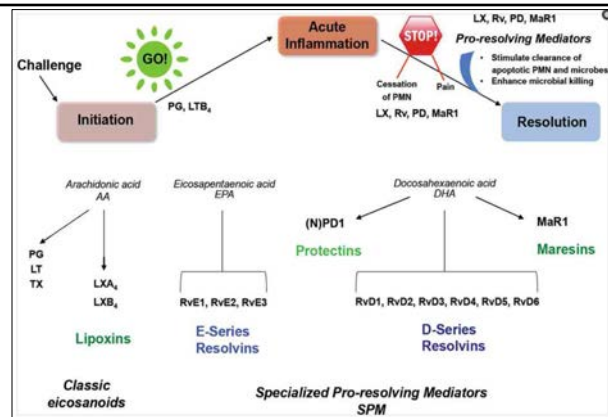 LX, Rv, PD, MaR1
Challenge
GO!
Acute
Inflammation
STOP!
Pro-resolving Mediators
• Stimulate clearance of
apoptotic PMN and microbes
• Enhance microbial killing
Initiation
PG, LTB4
Cessation
of PMN
Pain
LX, Rv, PD, MaR1
Resolution
Arachidonic acid
AA
Eicosapentaenoic acid
EPA
Docosahexaenoic acid
DHA
(N)PD1
MaR1
Protectins
Maresins
PG
LT
TX
LXA4
LXB4
RvE1, RvE2, RvE3
RvD1, RvD2, RvD3, RvD4, RvD5, RvD6
Lipoxins
E-Series
Resolvins
D-Series
Resolvins
Classic
eicosanoids
Specialized Pro-resolving Mediators
SPM